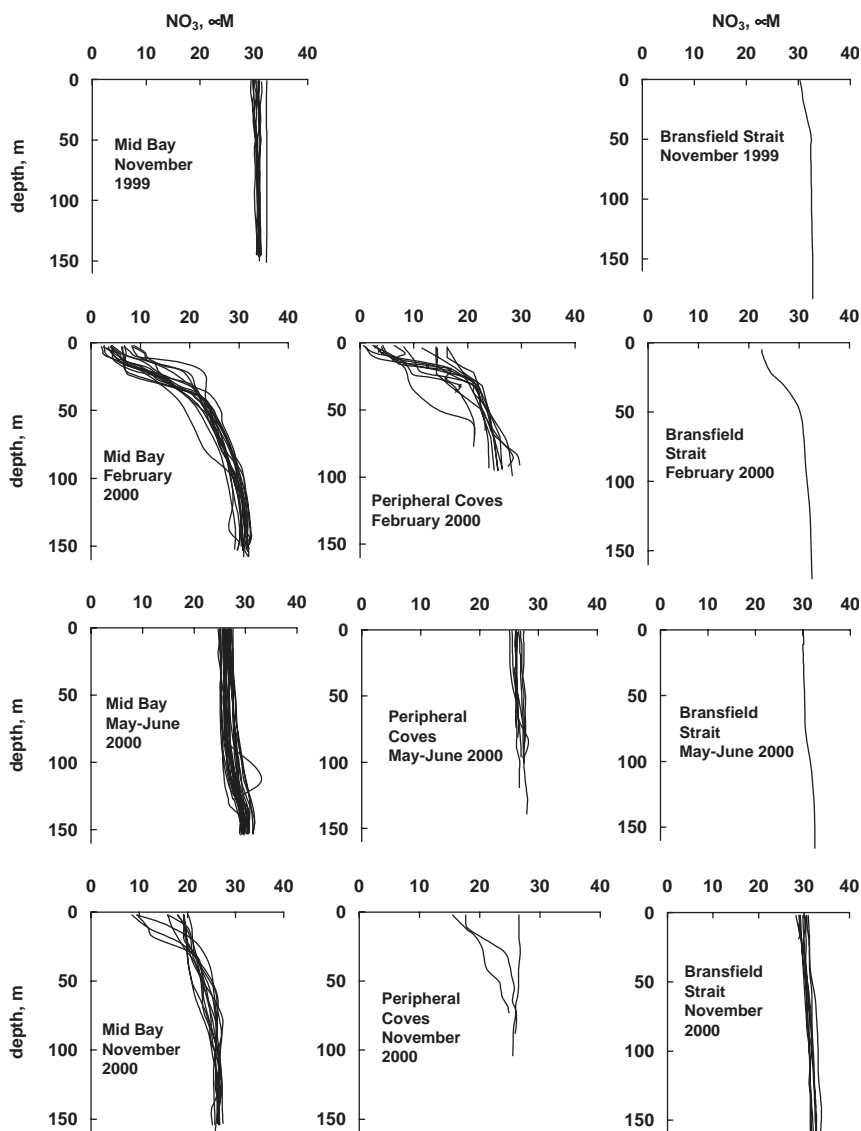 NO3, ∝M
NO3, ∝M
0 10 20 30 40
0 10 20 30 40
0
50
100
150
depth, m
Mid Bay
November
1999
0
50
100
150
Bransfield Strait
November 1999
0 10 20 30 40
0 10 20 30 40
0 10 20 30 40
0
50
100
150
depth, m
Mid Bay
February
2000
0
50
100
150
Peripheral Coves
February 2000
0
50
100
150
Bransfield
Strait
February 2000
0 10 20 30 40
0 10 20 30 40
0 10 20 30 40
0
50
100
150
depth, m
Mid Bay
May-June
2000
0
50
100
150
Peripheral
Coves
May-June 2000
0
50
100
150
Bransfield
Strait
May-June 2000
0 10 20 30 40
0 10 20 30 40
0 10 20 30 40
0
50
100
150
depth, m
Mid Bay
November
2000
0
50
100
150
Peripheral
Coves
November
2000
0
50
100
150
Bransfield
Strait
November
2000